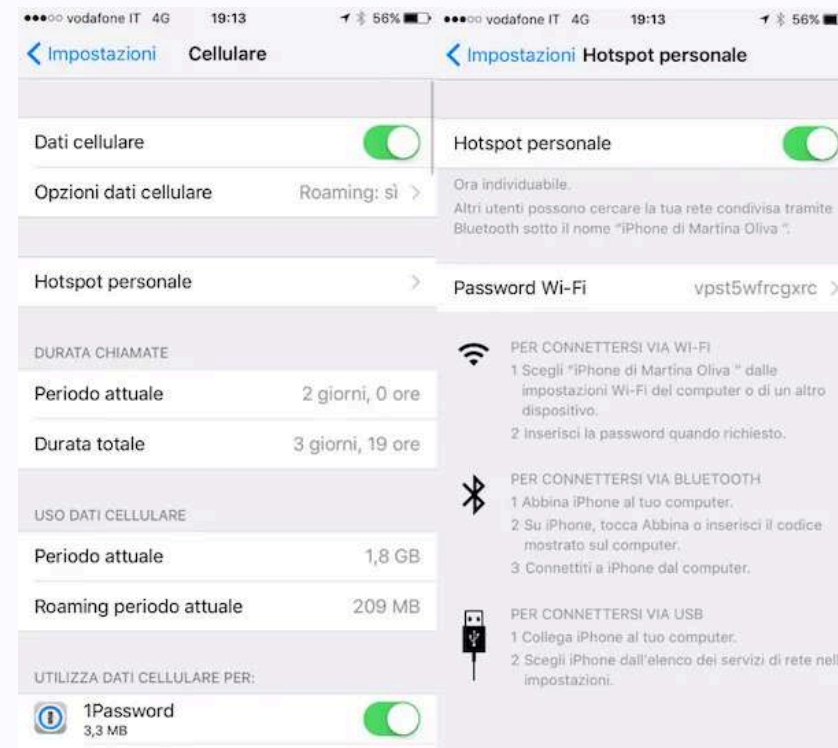 vodafone IT 4G 19:13 56%
Impostazioni Cellulare
Dati cellulare
Opzioni dati cellulare Roaming: sì
Hotspot personale
DURATA CHIAMATE
Periodo attuale 2 giorni, 0 ore
Durata totale 3 giorni, 19 ore
USO DATI CELLULARE
Periodo attuale 1,8 GB
Roaming periodo attuale 209 MB
UTILIZZA DATI CELLULARE PER:
1Password
3,3 MB
vodafone IT 4G 19:13 56%
Impostazioni Hotspot personale
Hotspot personale
Ora individuabile.
Altri utenti possono cercare la tua rete condivisa tramite
Bluetooth sotto il nome "iPhone di Martina Oliva ".
Password Wi-Fi vpst5wfrcgxrc
PER CONNETTERSI VIA WI-FI
1 Scegli "iPhone di Martina Oliva " dalle
impostazioni Wi-Fi del computer o di un altro
dispositivo.
2 Inserisci la password quando richiesto.
PER CONNETTERSI VIA BLUETOOTH
1 Abbina iPhone al tuo computer.
2 Su iPhone, tocca Abbina o inserisci il codice
mostrato sul computer.
3 Connettiti a iPhone dal computer.
PER CONNETTERSI VIA USB
1 Collega iPhone al tuo computer.
2 Scegli iPhone dall'elenco dei servizi di rete nell
impostazioni.